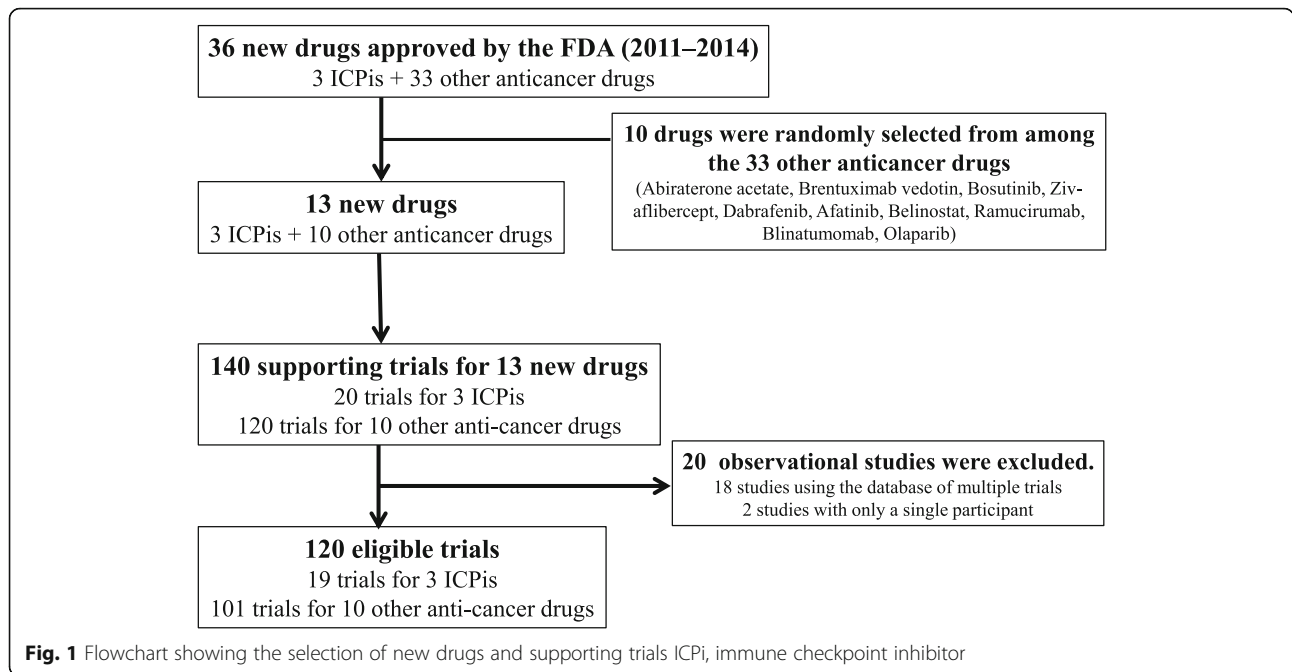 36 new drugs approved by the FDA (2011–2014)
3 ICPis + 33 other anticancer drugs
10 drugs were randomly selected from among
the 33 other anticancer drugs
(Abiraterone acetate, Brentuximab vedotin, Bosutinib, Ziv-
aflibercept, Dabrafenib, Afatinib, Belinostat, Ramucirumab,
Blinatumomab, Olaparib)
13 new drugs
3 ICPis + 10 other anticancer drugs
140 supporting trials for 13 new drugs
20 trials for 3 ICPis
120 trials for 10 other anti-cancer drugs
20 observational studies were excluded.
18 studies using the database of multiple trials
2 studies with only a single participant
120 eligible trials
19 trials for 3 ICPis
101 trials for 10 other anti-cancer drugs
Fig. 1 Flowchart showing the selection of new drugs and supporting trials ICPi, immune checkpoint inhibitor